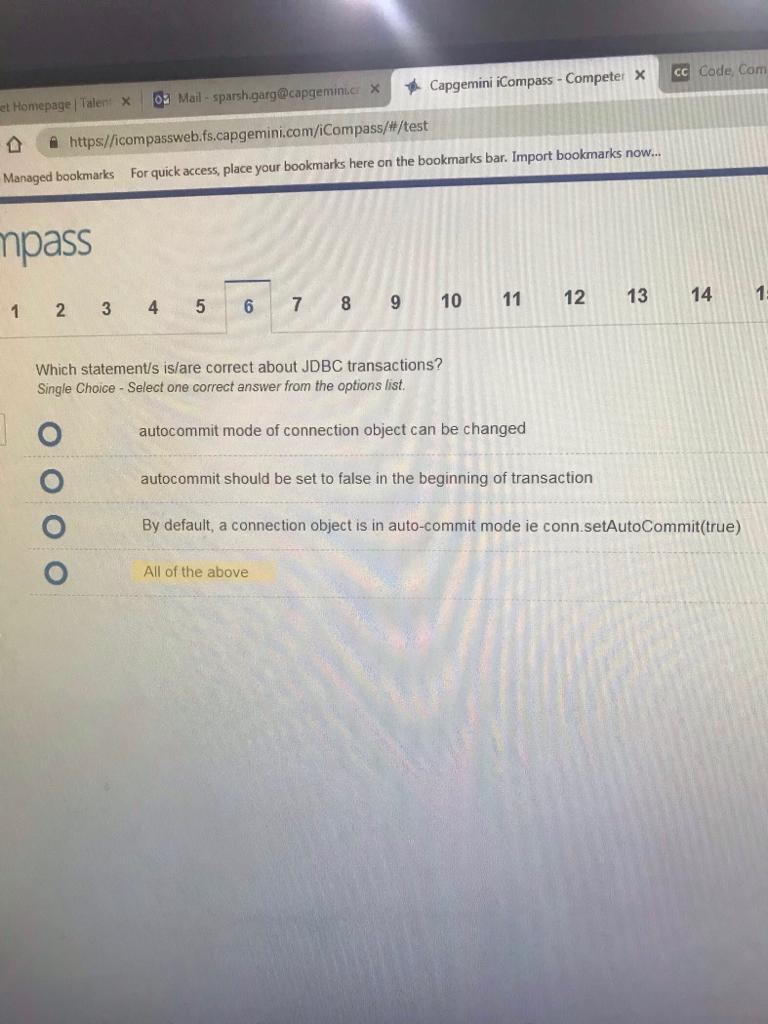 et Homepage | Talen
Mail - sparsh.garg@capgemini.c
Capgemini iCompass - Competer
CC Code, Com
https://icompassweb.fs.capgemini.com/iCompass/#/test
Managed bookmarks For quick access, place your bookmarks here on the bookmarks bar. Import bookmarks now...
mpass
1 2 3 4 5 6 7 8 9 10 11 12 13 14
Which statement/s is/are correct about JDBC transactions?
Single Choice - Select one correct answer from the options list.
autocommit mode of connection object can be changed
autocommit should be set to false in the beginning of transaction
By default, a connection object is in auto-commit mode ie conn.setAutoCommit(true)
All of the above